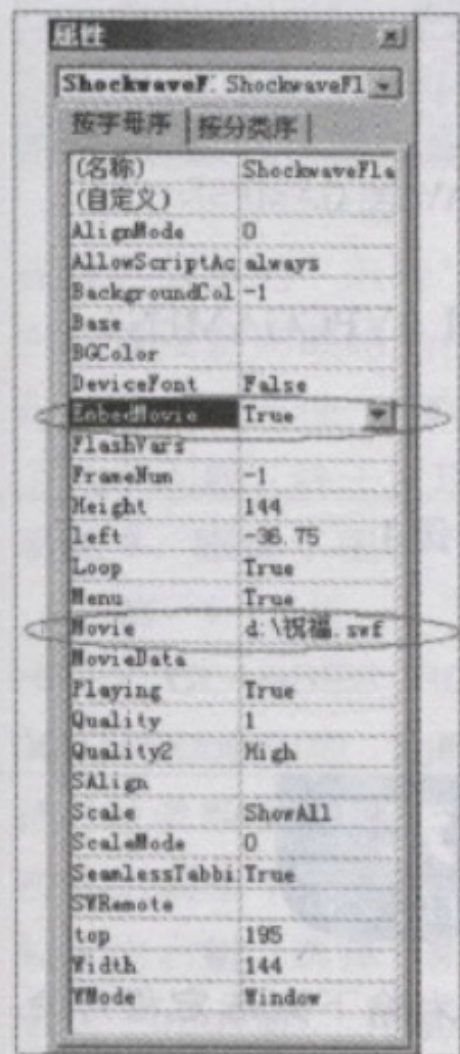 属性
ShockwaveF: ShockwaveFl
按字母序 按分类序
(名称) ShockwaveFla
(自定义)
AlignMode 0
AllowScriptAc always
BackgroundCol -1
Base
BGColor
DeviceFont False
EmbedMovie True
FlashVars
FrameNum -1
Height 144
left -36.75
Loop True
Menu True
Movie d:\祝福.swf
MovieData
Playing True
Quality 1
Quality2 High
SAlign
Scale ShowAll
ScaleMode 0
SeamlessTabbi True
SWRemote
top 195
Width 144
WMode Window